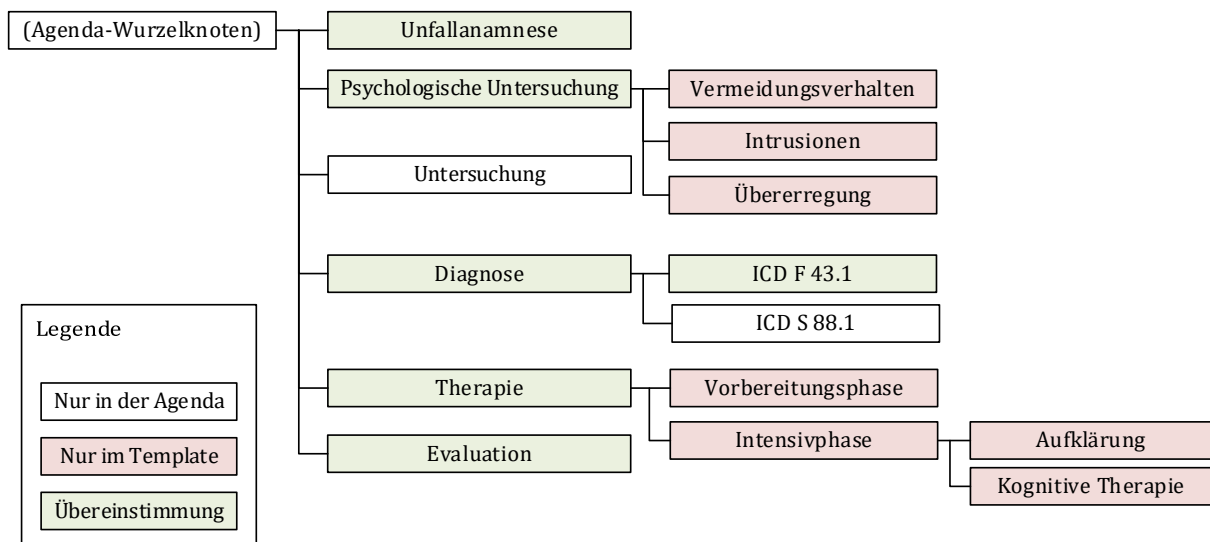 (Agenda-Wurzelknoten)
Unfallanamnese
Psychologische Untersuchung
Vermeidungsverhalten
Intrusionen
Untersuchung
Übererregung
Diagnose
ICD F 43.1
ICD S 88.1
Therapie
Vorbereitungsphase
Intensivphase
Aufklärung
Evaluation
Kognitive Therapie
Legende
Nur in der Agenda
Nur im Template
Übereinstimmung